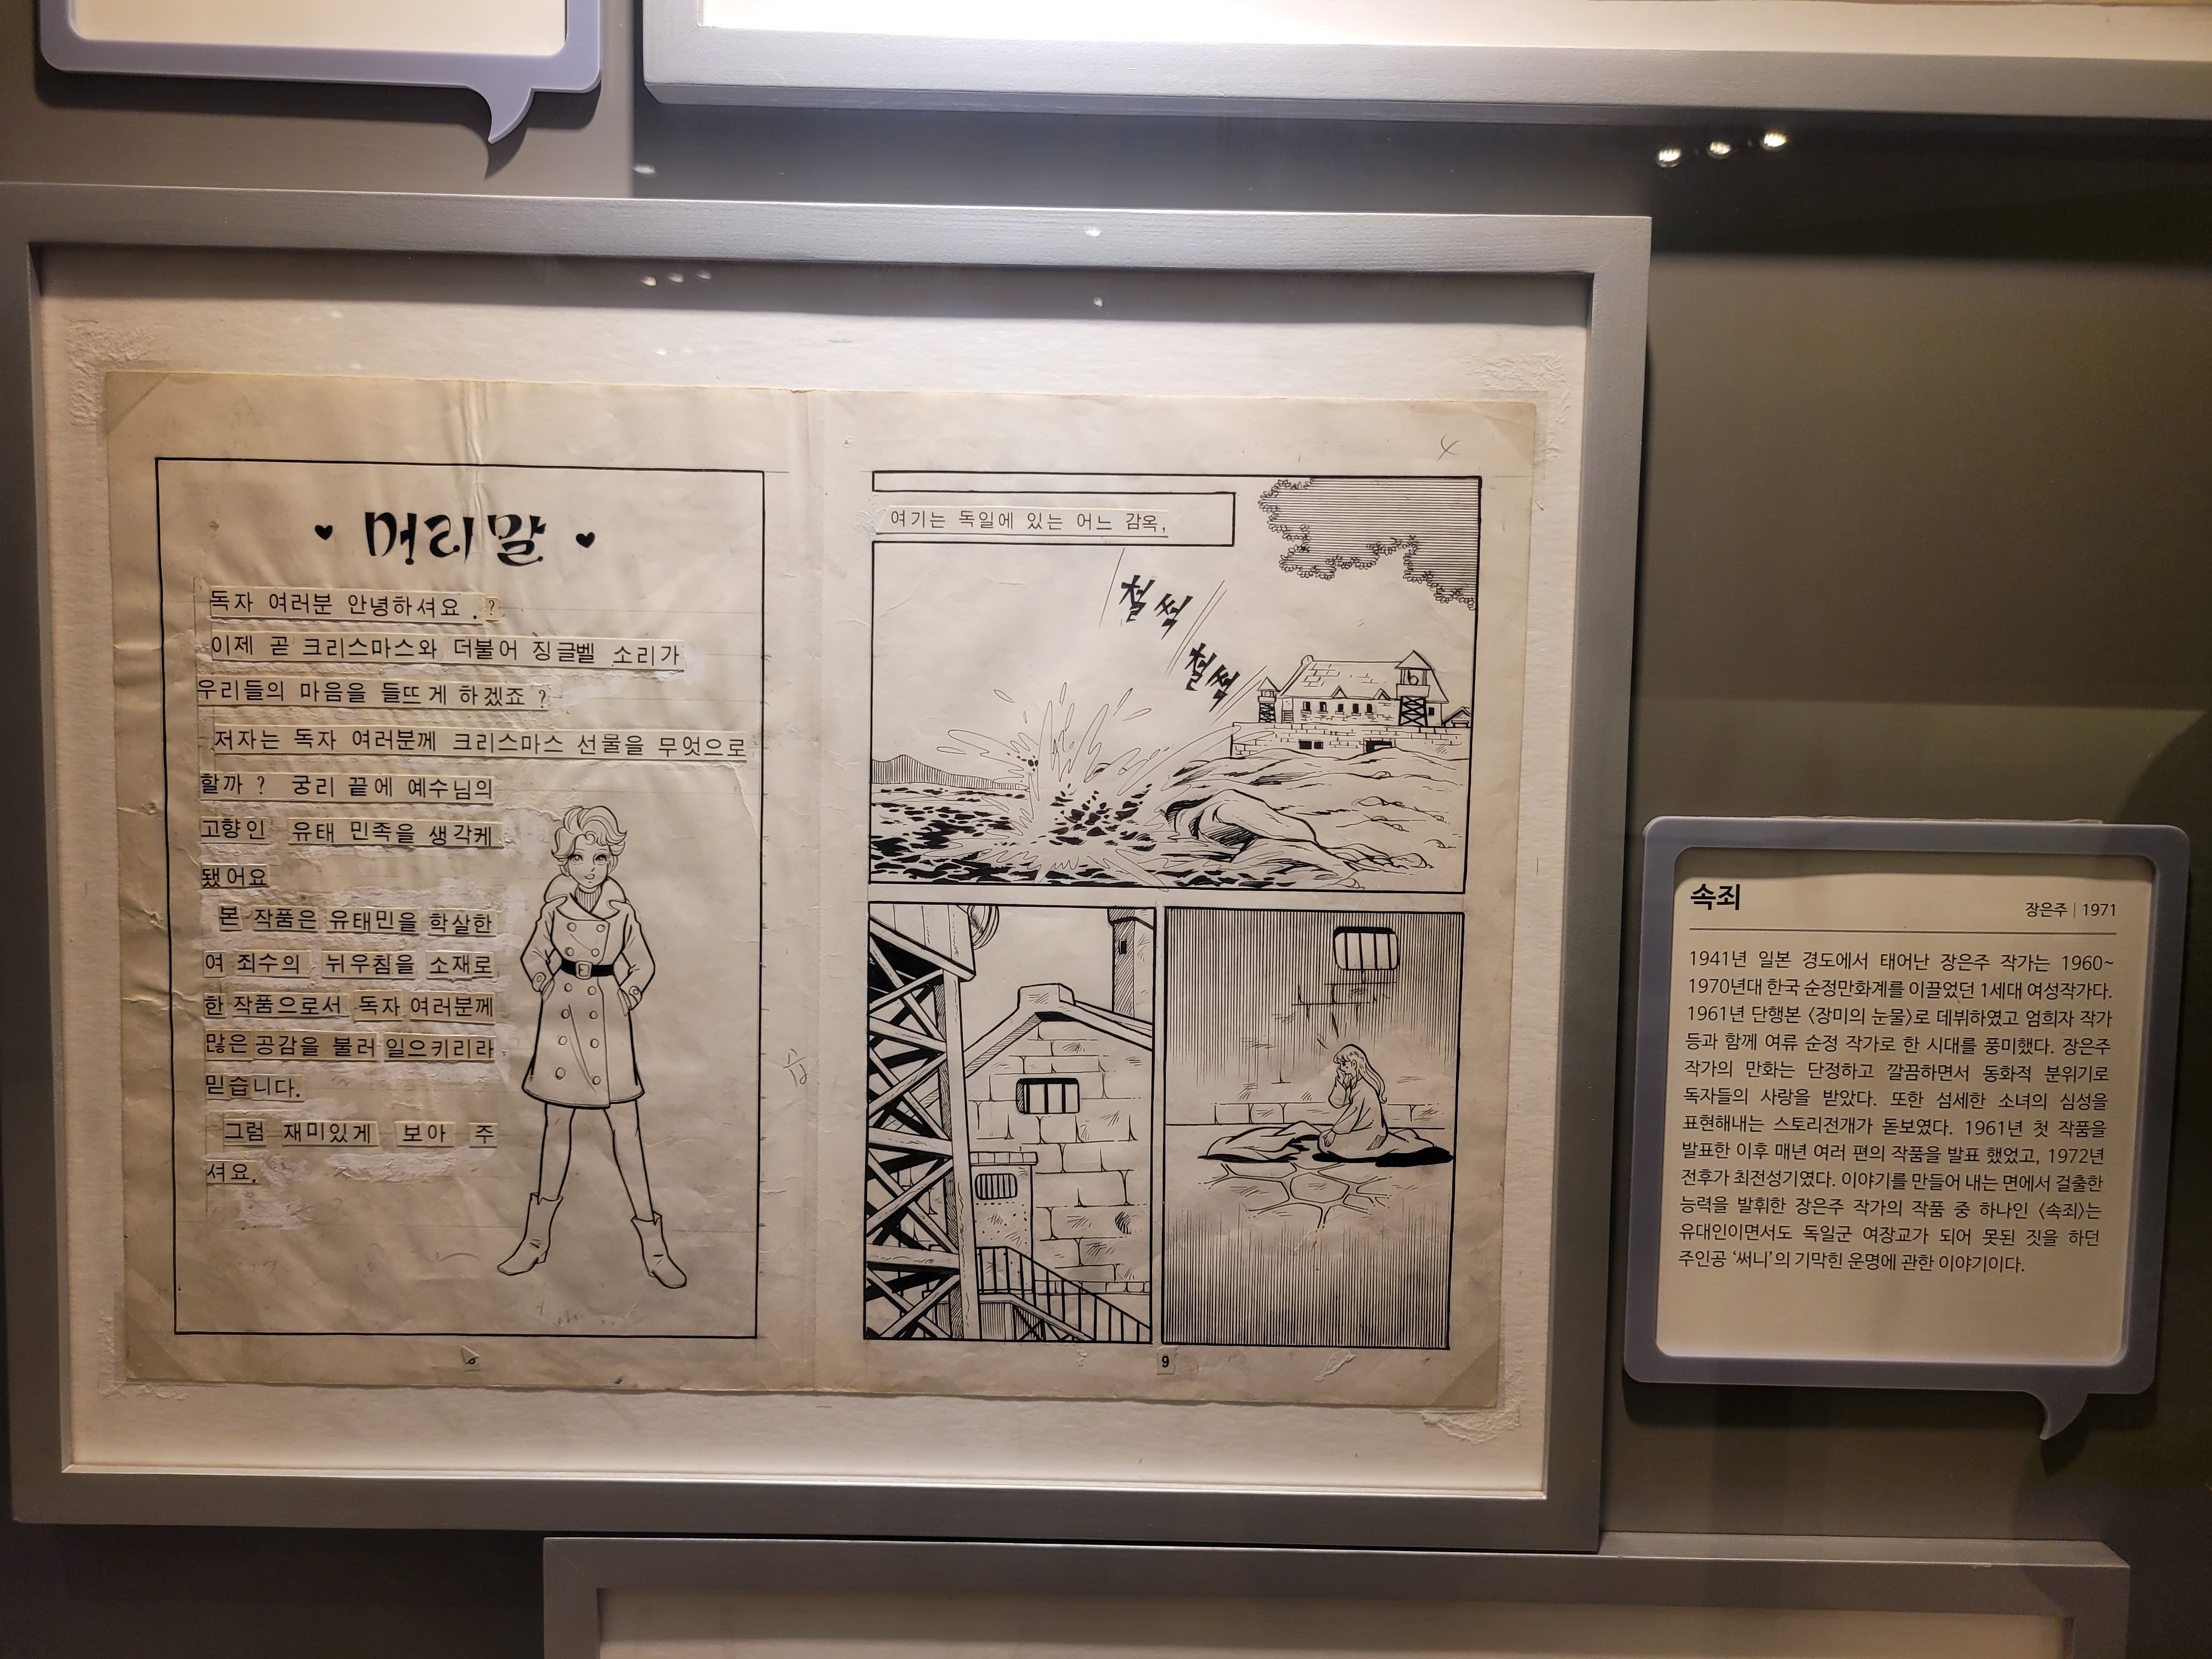 머리말
독자 여러분 안녕하셔요.?
이제 곧 크리스마스와 더불어 징글벨 소리가
우리들의 마음을 들뜨게 하겠죠?
저자는 독자 여러분께 크리스마스 선물을 무엇으로
할까? 궁리 끝에 예수님의
고향인 유태 민족을 생각케
됐어요
본 작품은 유태민을 학살한
여 죄수의 뉘우침을 소재로
한 작품으로서 독자 여러분께
많은 공감을 불러 일으키리라
믿습니다.
그럼 재미있게 보아 주
셔요.
여기는 독일에 있는 어느 감옥,
철썩
철썩
9
속죄
장은주 | 1971
1941년 일본 경도에서 태어난 장은주 작가는 1960~
1970년대 한국 순정만화계를 이끌었던 1세대 여성작가다.
1961년 단행본 〈장미의 눈물〉로 데뷔하였고 엄희자 작가
등과 함께 여류 순정 작가로 한 시대를 풍미했다. 장은주
작가의 만화는 단정하고 깔끔하면서 동화적 분위기로
독자들의 사랑을 받았다. 또한 섬세한 소녀의 심성을
표현해내는 스토리전개가 돋보였다. 1961년 첫 작품을
발표한 이후 매년 여러 편의 작품을 발표 했었고, 1972년
전후가 최전성기였다. 이야기를 만들어 내는 면에서 걸출한
능력을 발휘한 장은주 작가의 작품 중 하나인 〈속죄〉는
유대인이면서도 독일군 여장교가 되어 못된 짓을 하던
주인공 '써니'의 기막힌 운명에 관한 이야기이다.